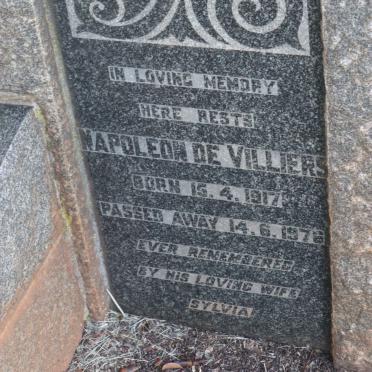 IN LOVING MEMORY
HERE RESTS
NAPOLEON DE VILLIERS
BORN 15.4.1917
PASSED AWAY 14.6.1976
EVER REMEMBERED
BY HIS LOVING WIFE
SYLVIA